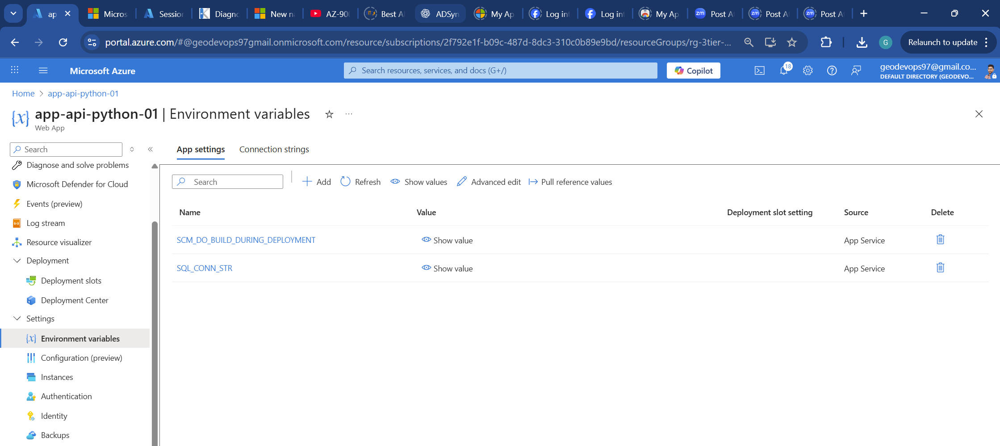 ap
Micros
Session
Diagno
New na
AZ-900
Best A
ADSyn
My Ap
Log in
Log in
My Ap
Post A
Post A
Post A
portal.azure.com/#@geodevops97gmail.onmicrosoft.com/resource/subscriptions/2f792e1f-b09c-487d-8dc3-310c0b89e9bd/resourceGroups/rg-3tier-...
G
Relaunch to update
Microsoft Azure
Search resources, services, and docs (G+/)
Copilot
18
geodevops97@gmail.co...
DEFAULT DIRECTORY (GEODEVO...
Home > app-api-python-01
app-api-python-01 | Environment variables
Web App
Search
App settings
Connection strings
Diagnose and solve problems
Microsoft Defender for Cloud
Events (preview)
Log stream
Resource visualizer
Deployment
Deployment slots
Deployment Center
Settings
Environment variables
Configuration (preview)
Instances
Authentication
Identity
Backups
Search
Add
Refresh
Show values
Advanced edit
Pull reference values
Name Value Deployment slot setting Source Delete
SCM_DO_BUILD_DURING_DEPLOYMENT Show value App Service
SQL_CONN_STR Show value App Service